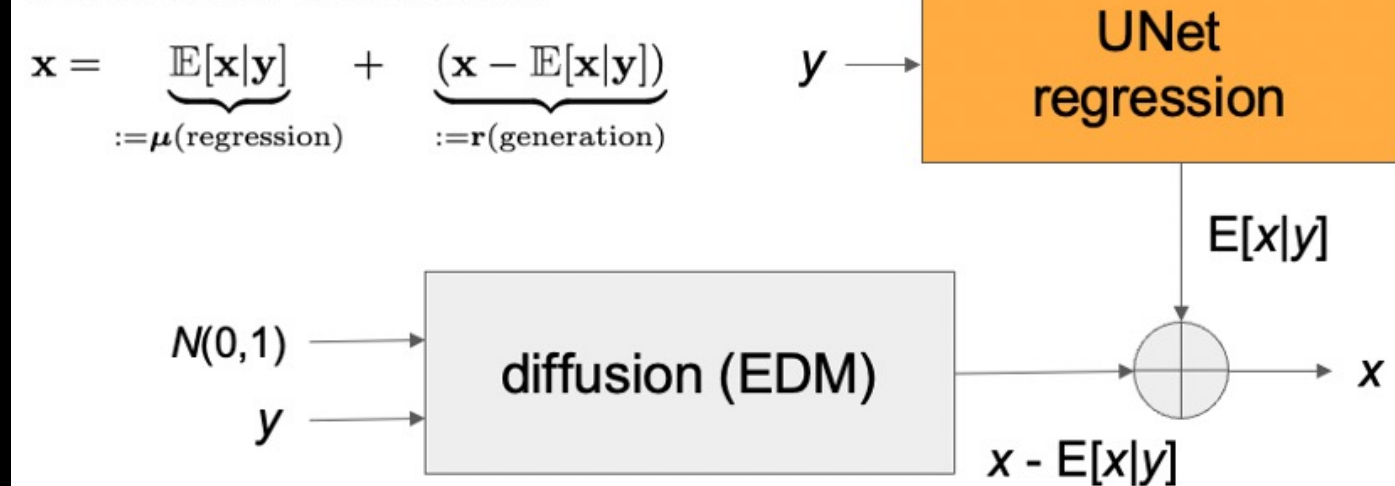 x = E[x|y] + (x − E[x|y])
:=μ(regression) :=r(generation)
y
UNet
regression
E[x|y]
N(0,1)
y
diffusion (EDM)
x
x - E[x|y]